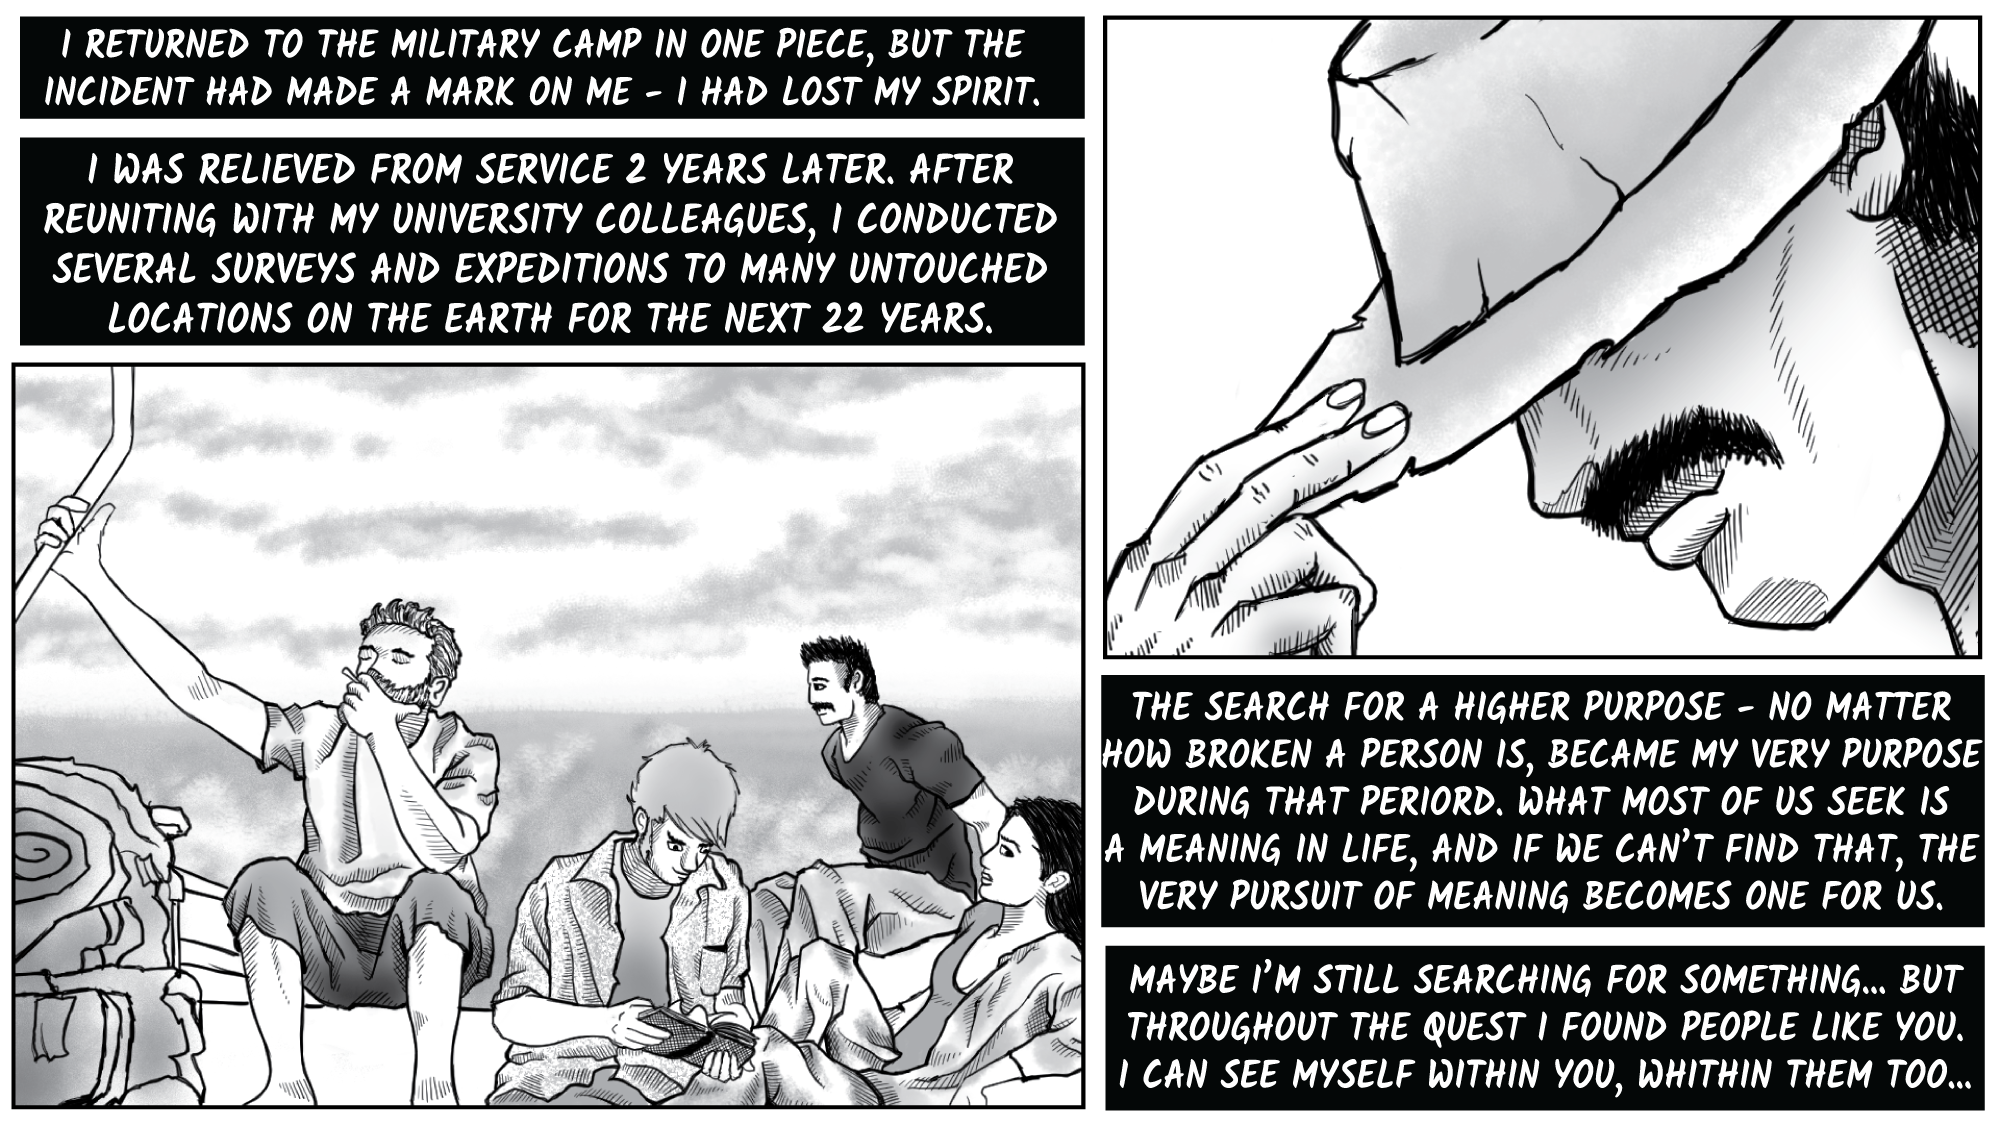 I RETURNED TO THE MILITARY CAMP IN ONE PIECE, BUT THE
INCIDENT HAD MADE A MARK ON ME - I HAD LOST MY SPIRIT.
I WAS RELIEVED FROM SERVICE 2 YEARS LATER. AFTER
REUNITING WITH MY UNIVERSITY COLLEAGUES, I CONDUCTED
SEVERAL SURVEYS AND EXPEDITIONS TO MANY UNTOUCHED
LOCATIONS ON THE EARTH FOR THE NEXT 22 YEARS.
THE SEARCH FOR A HIGHER PURPOSE - NO MATTER
HOW BROKEN A PERSON IS, BECAME MY VERY PURPOSE
DURING THAT PERIORD. WHAT MOST OF US SEEK IS
A MEANING IN LIFE, AND IF WE CAN'T FIND THAT, THE
VERY PURSUIT OF MEANING BECOMES ONE FOR US.
MAYBE I'M STILL SEARCHING FOR SOMETHING... BUT
THROUGHOUT THE QUEST I FOUND PEOPLE LIKE YOU.
I CAN SEE MYSELF WITHIN YOU, WHITHIN THEM TOO...